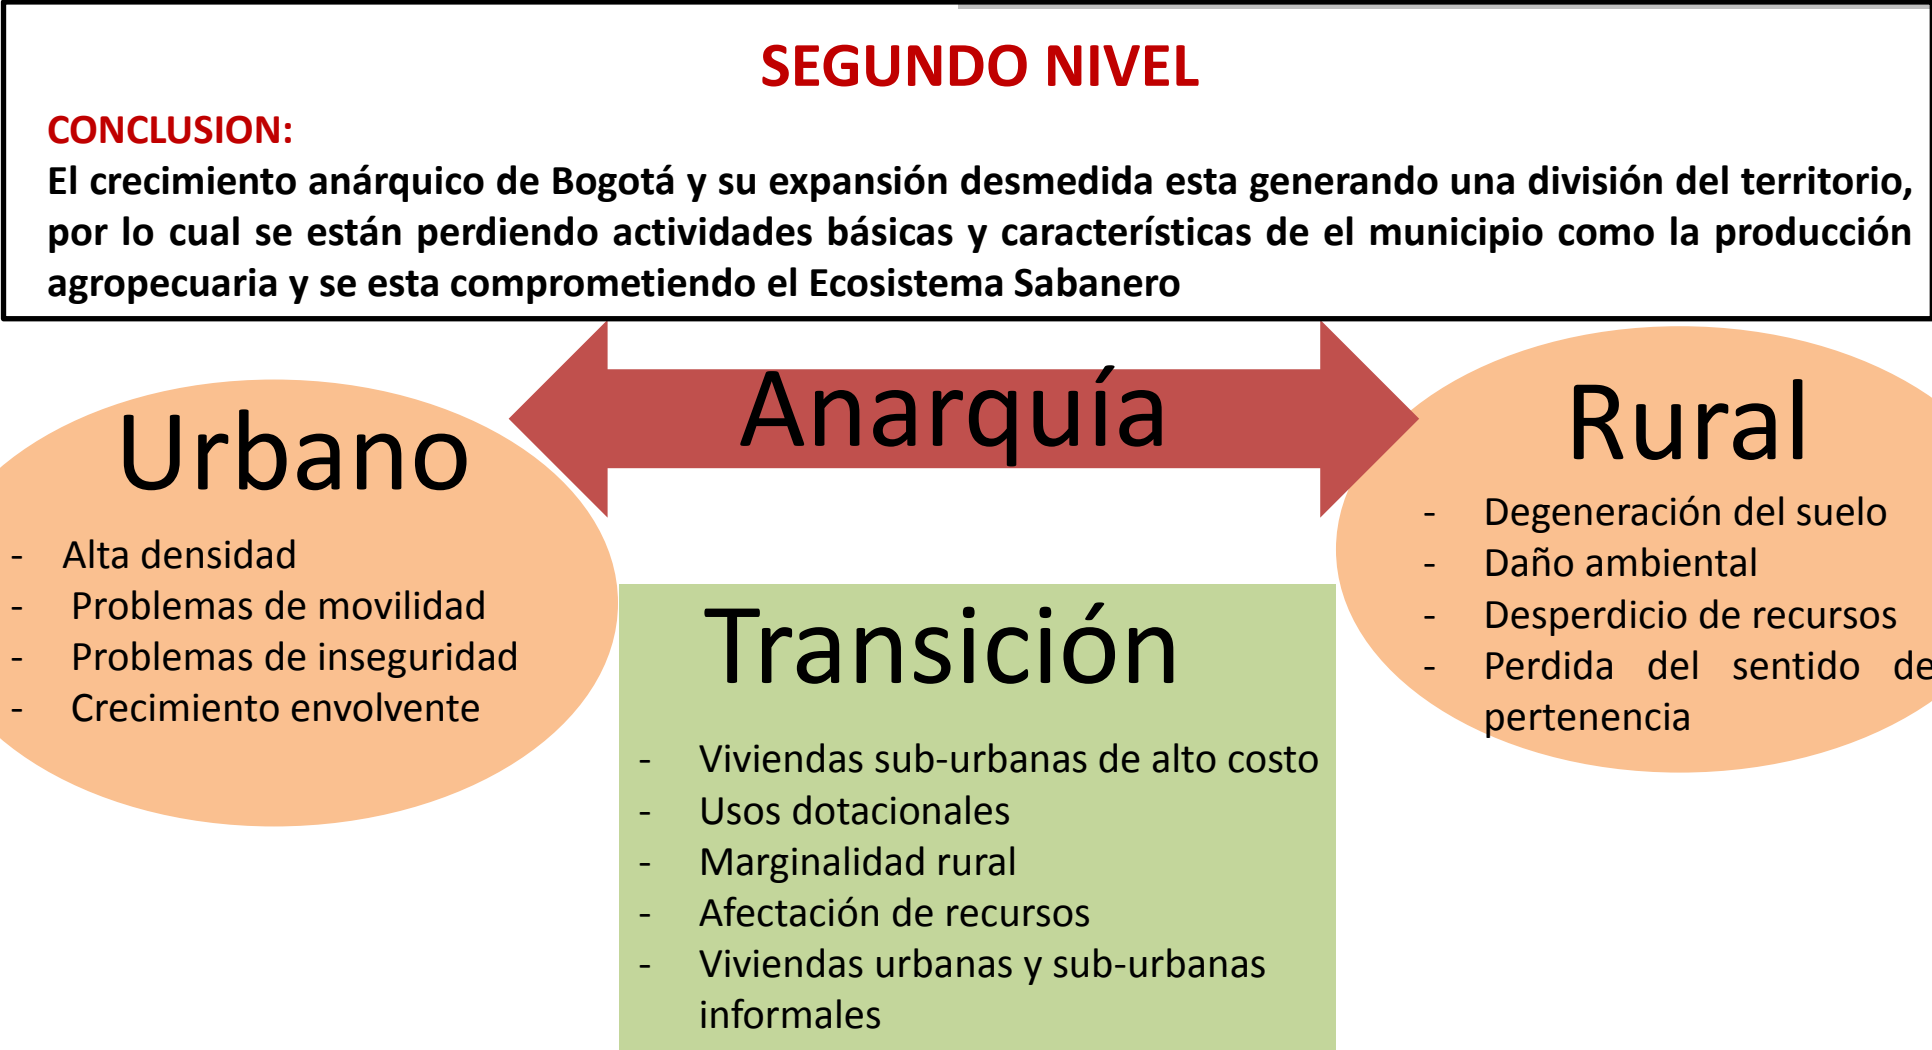 SEGUNDO NIVEL
CONCLUSION:
El crecimiento anárquico de Bogotá y su expansión desmedida esta generando una división del territorio,
por lo cual se están perdiendo actividades básicas y características de el municipio como la producción
agropecuaria y se esta comprometiendo el Ecosistema Sabanero
Anarquía
Urbano
- Alta densidad
- Problemas de movilidad
- Problemas de inseguridad
- Crecimiento envolvente
Transición
- Viviendas sub-urbanas de alto costo
- Usos dotacionales
- Marginalidad rural
- Afectación de recursos
- Viviendas urbanas y sub-urbanas
informales
Rural
- Degeneración del suelo
- Daño ambiental
- Desperdicio de recursos
- Perdida del sentido de
pertenencia